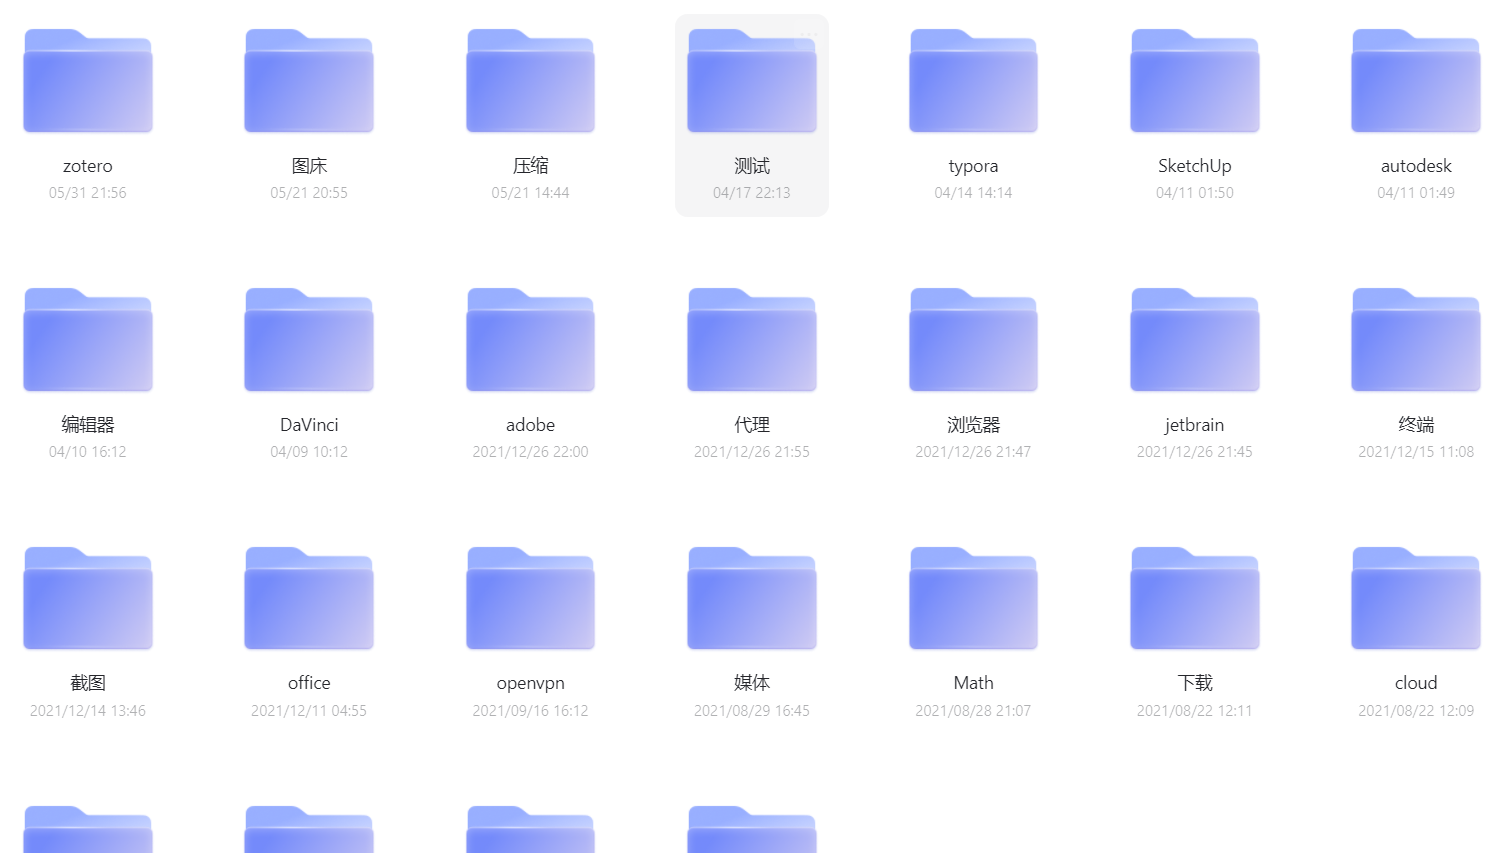 zotero
05/31 21:56
图床
05/21 20:55
压缩
05/21 14:44
测试
04/17 22:13
typora
04/14 14:14
SketchUp
04/11 01:50
autodesk
04/11 01:49
编辑器
04/10 16:12
DaVinci
04/09 10:12
adobe
2021/12/26 22:00
代理
2021/12/26 21:55
浏览器
2021/12/26 21:47
jetbrain
2021/12/26 21:45
终端
2021/12/15 11:08
截图
2021/12/14 13:46
office
2021/12/11 04:55
openvpn
2021/09/16 16:12
媒体
2021/08/29 16:45
Math
2021/08/28 21:07
下载
2021/08/22 12:11
cloud
2021/08/22 12:09